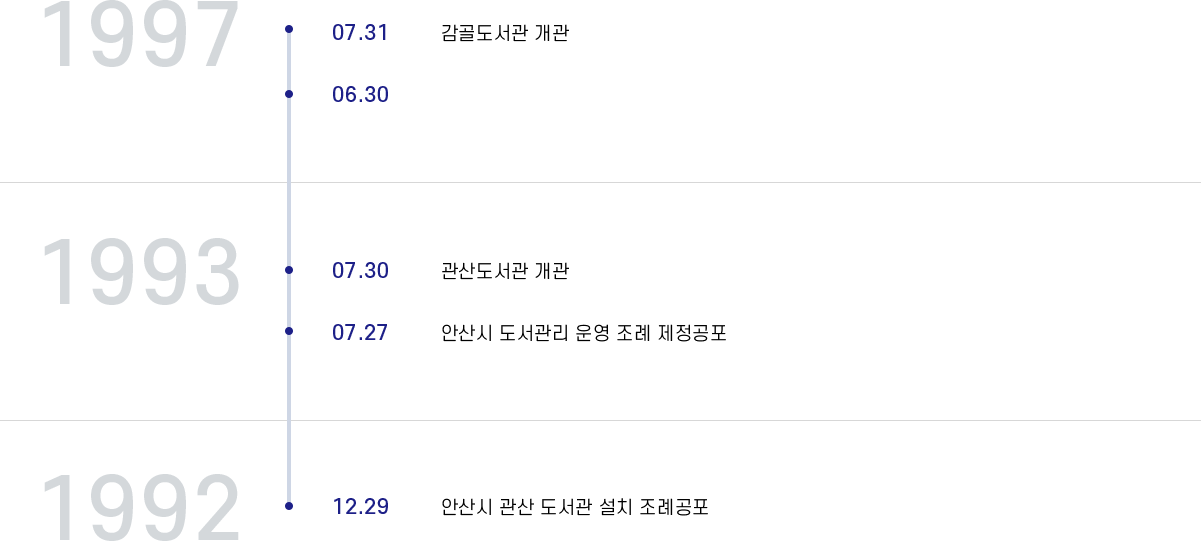 1997
07.31 감골도서관 개관
06.30
1993
07.30 관산도서관 개관
07.27 안산시 도서관리 운영 조례 제정공포
1992
12.29 안산시 관산 도서관 설치 조례공포